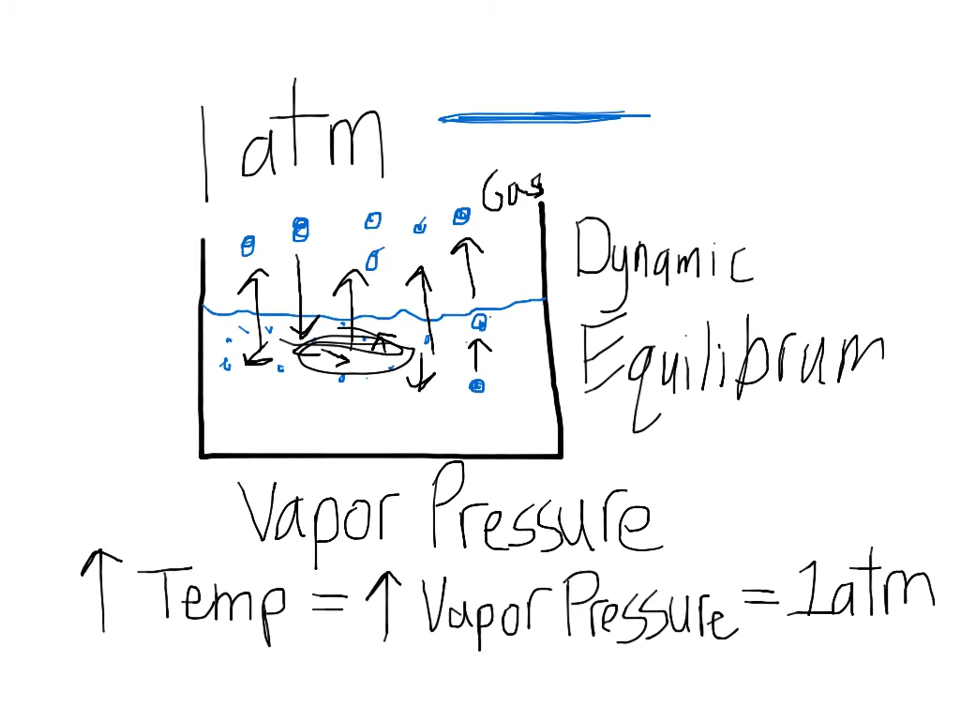 1 atm
Gas
Dynamic
Equilibrum
Vapor Pressure
↑ Temp = ↑ Vapor Pressure = 1atm